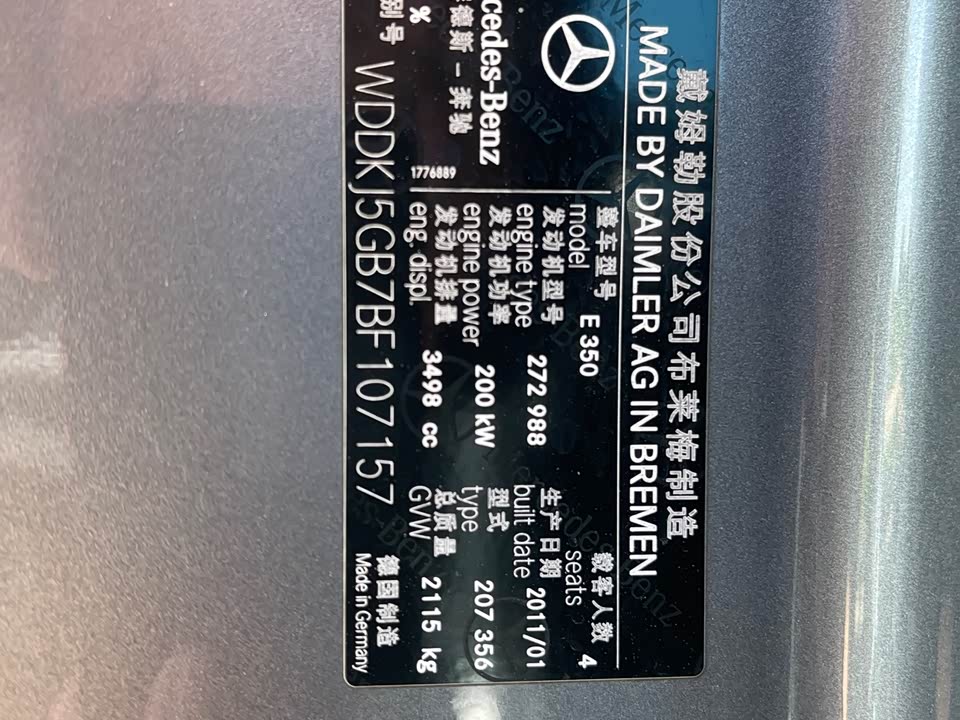 戴姆勒股份公司布莱梅制造
MADE BY DAIMLER AG IN BREMEN
cedes-Benz
德斯－奔驰
%
1776889
整车型号
model E 350
载客人数
seats 4
发动机型号
engine type 272 988
生产日期
built date 2011/01
发动机功率
engine power 200 kW
型式
type 207 356
发动机排量
eng. displ. 3498 cc
总质量
GVW 2115 kg
别号 WDDKJ5GB7BF107157
德国制造
Made in Germany